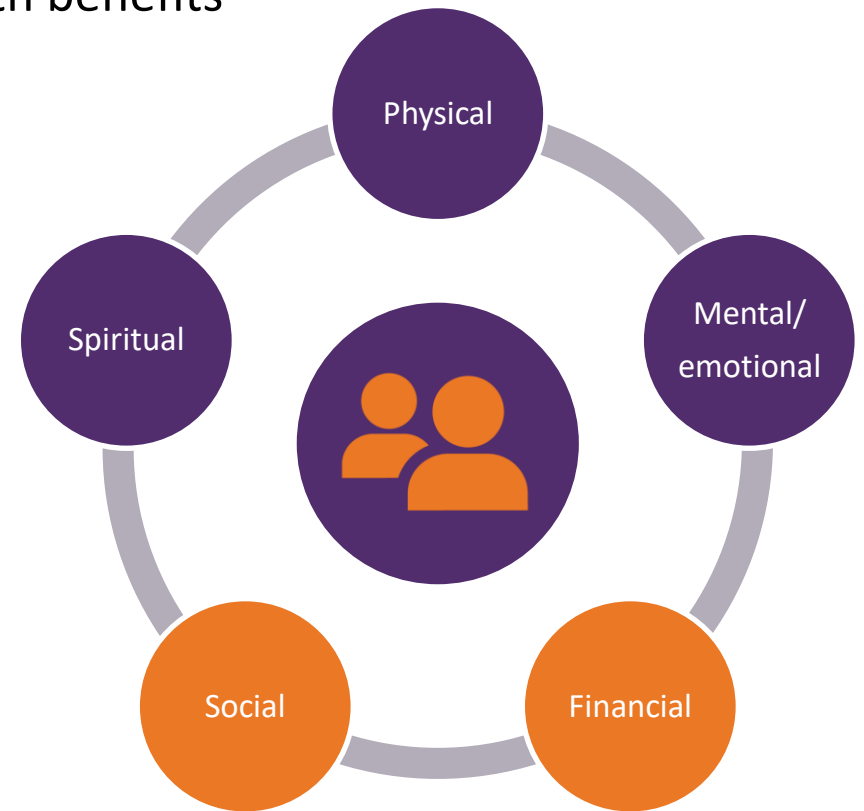 benefits
Physical
Mental/
emotional
Spiritual
Social
Financial